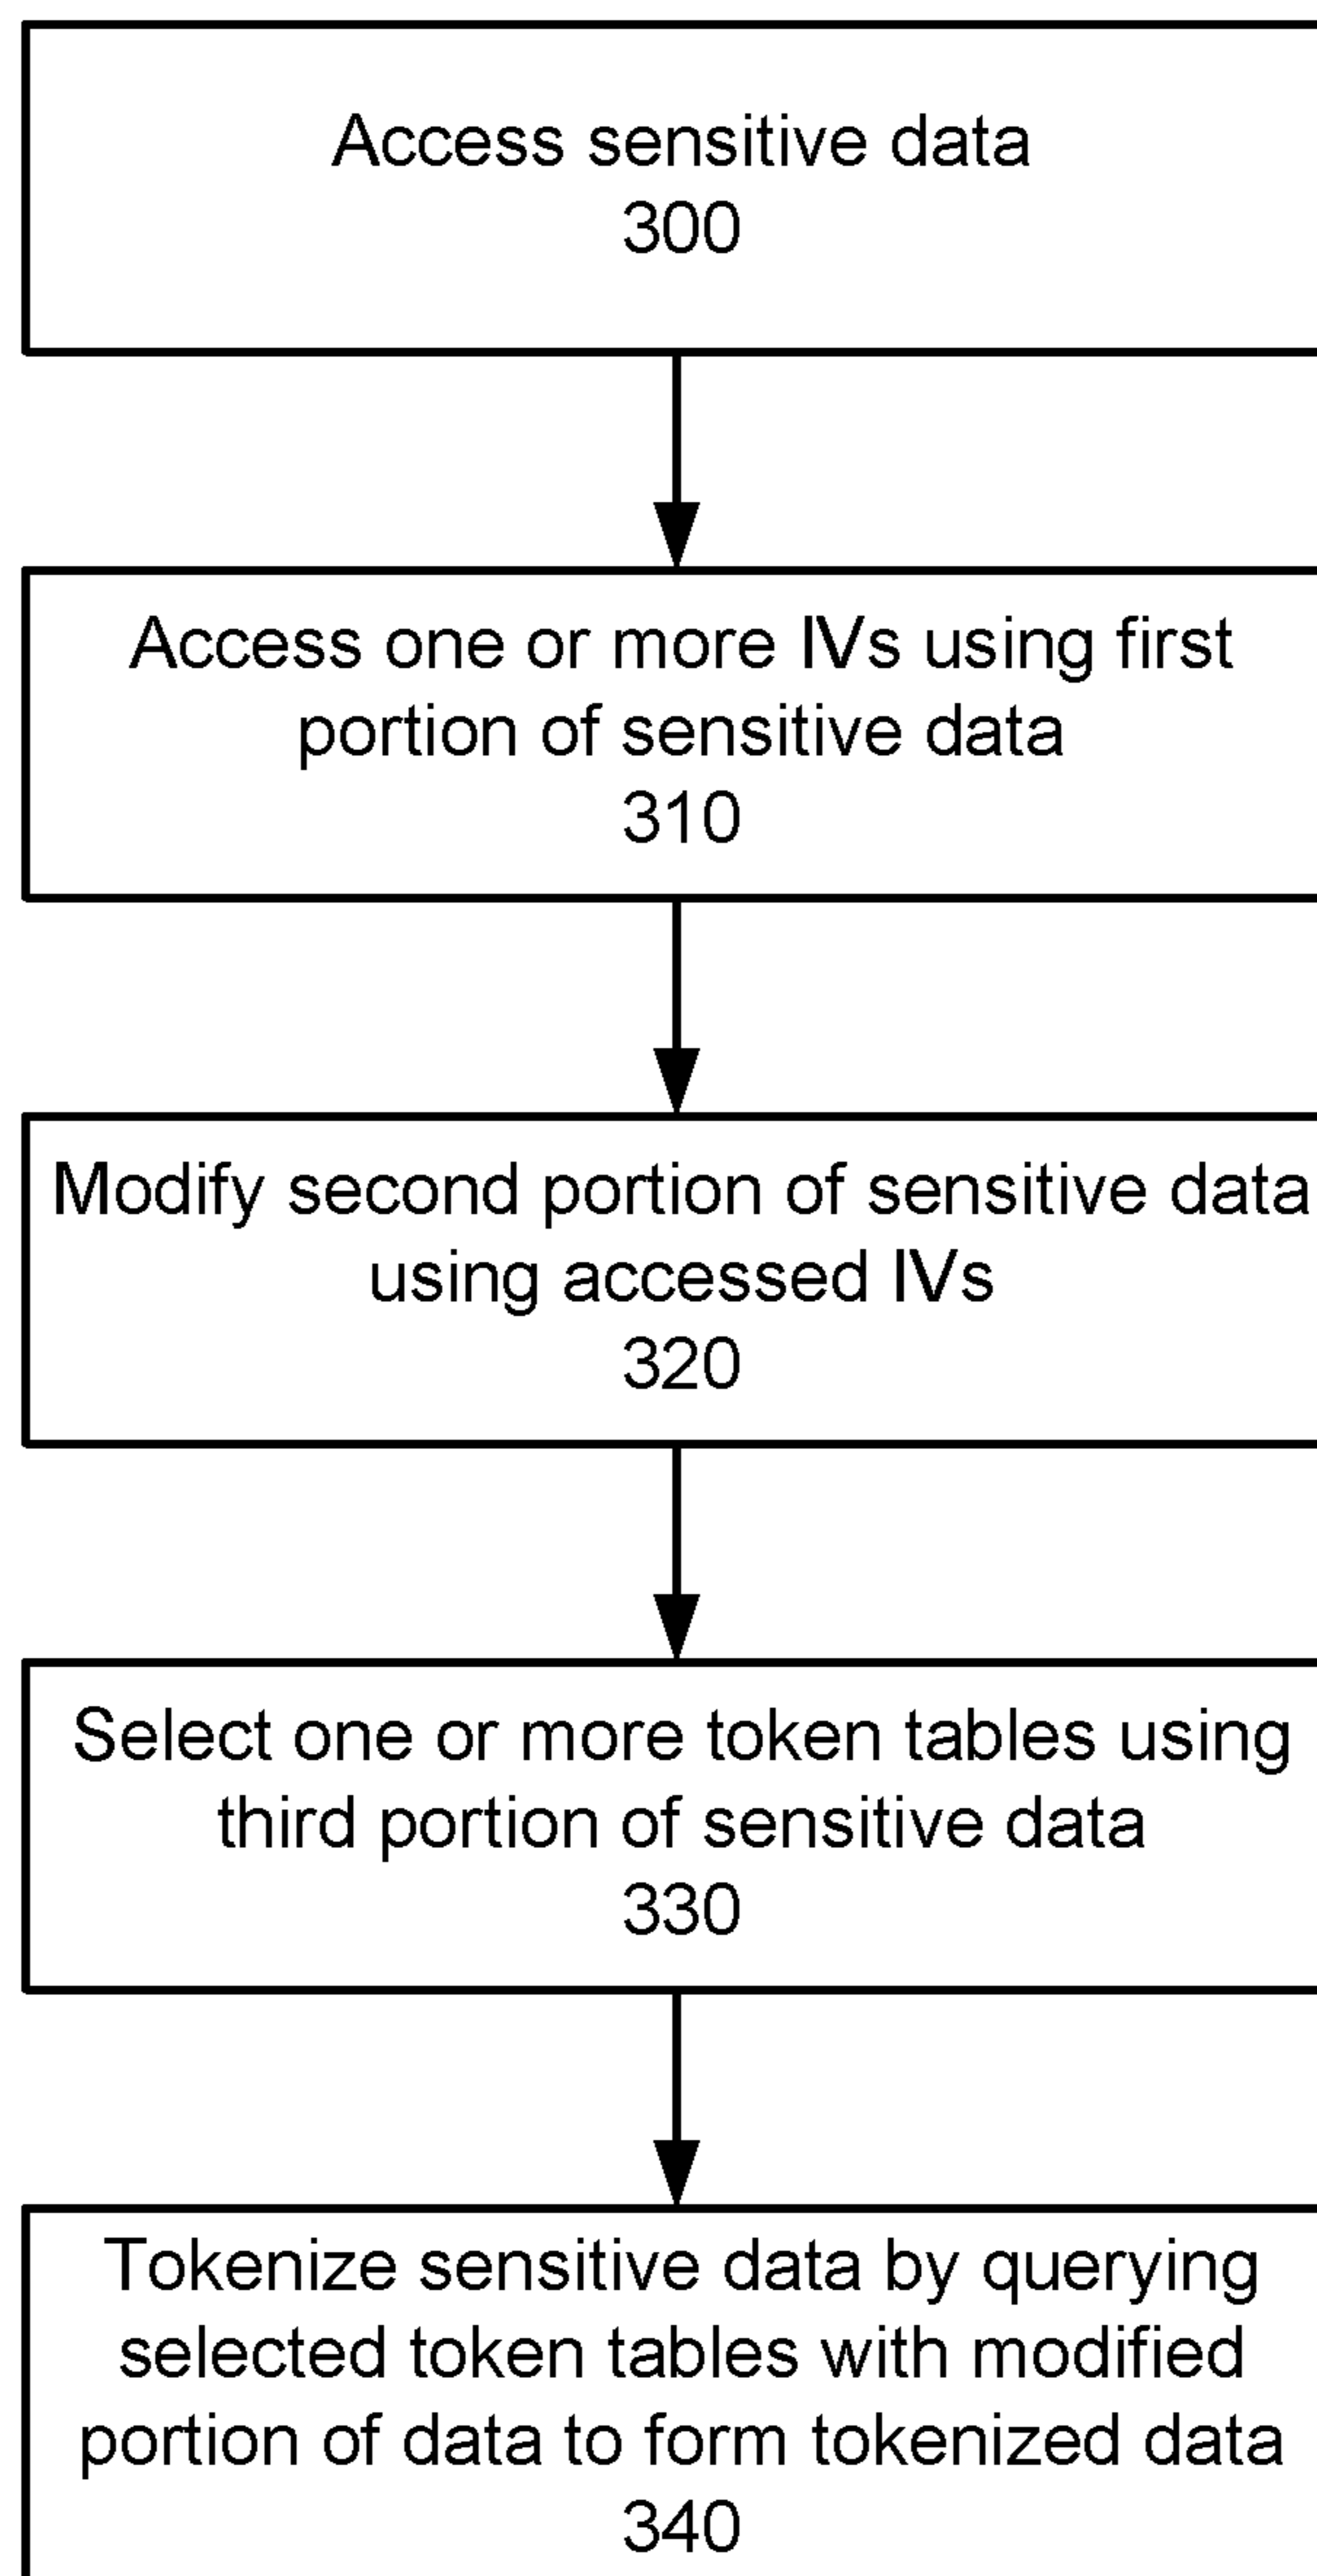 Access sensitive data
300
Access one or more IVs using first
portion of sensitive data
310
Modify second portion of sensitive data
using accessed IVs
320
Select one or more token tables using
third portion of sensitive data
330
Tokenize sensitive data by querying
selected token tables with modified
portion of data to form tokenized data
340